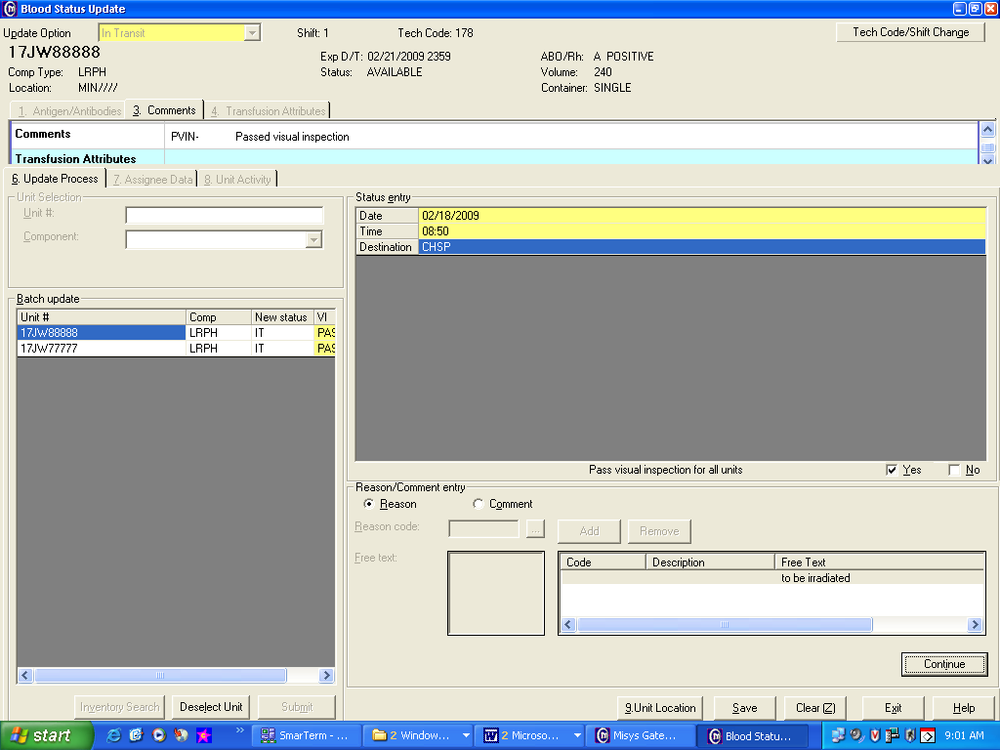 Blood Status Update
Update Option In Transit Shift: 1 Tech Code: 178 Tech Code/Shift Change
17JW88888
Exp D/T: 02/21/2009 2359 ABO/Rh: A POSITIVE
Comp Type: LRPH Status: AVAILABLE Volume: 240
Location: MIN//// Container: SINGLE
1. Antigen/Antibodies 3. Comments 4. Transfusion Attributes
Comments PVIN- Passed visual inspection
Transfusion Attributes
6. Update Process 7. Assignee Data 8. Unit Activity
Unit Selection
Unit #:
Component:
Status entry
Date 02/18/2009
Time 08:50
Destination CHSP
Batch update
Unit # Comp New status VI
17JW88888 LRPH IT PAS
17JW77777 LRPH IT PAS
Pass visual inspection for all units Yes No
Reason/Comment entry
Reason Comment
Reason code: ... Add Remove
Free text:
Code Description Free Text
to be irradiated
Continue
Inventory Search Deselect Unit Submit
9.Unit Location Save Clear (Z) Exit Help
start » SmarTerm - ... 2 Window... 2 Microso... Misys Gate... Blood Statu... 9:01 AM